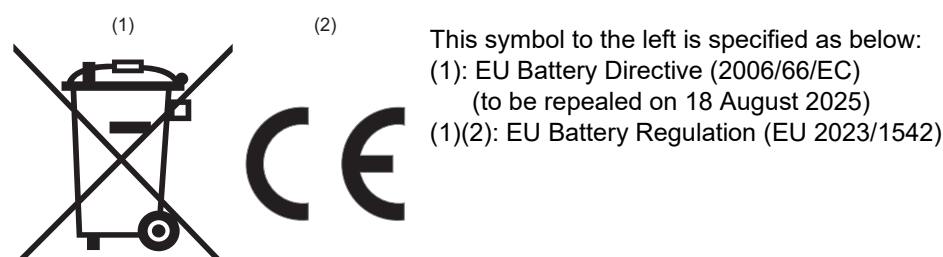 (1)
(2)
CE
This symbol to the left is specified as below:
(1): EU Battery Directive (2006/66/EC)
(to be repealed on 18 August 2025)
(1)(2): EU Battery Regulation (EU 2023/1542)